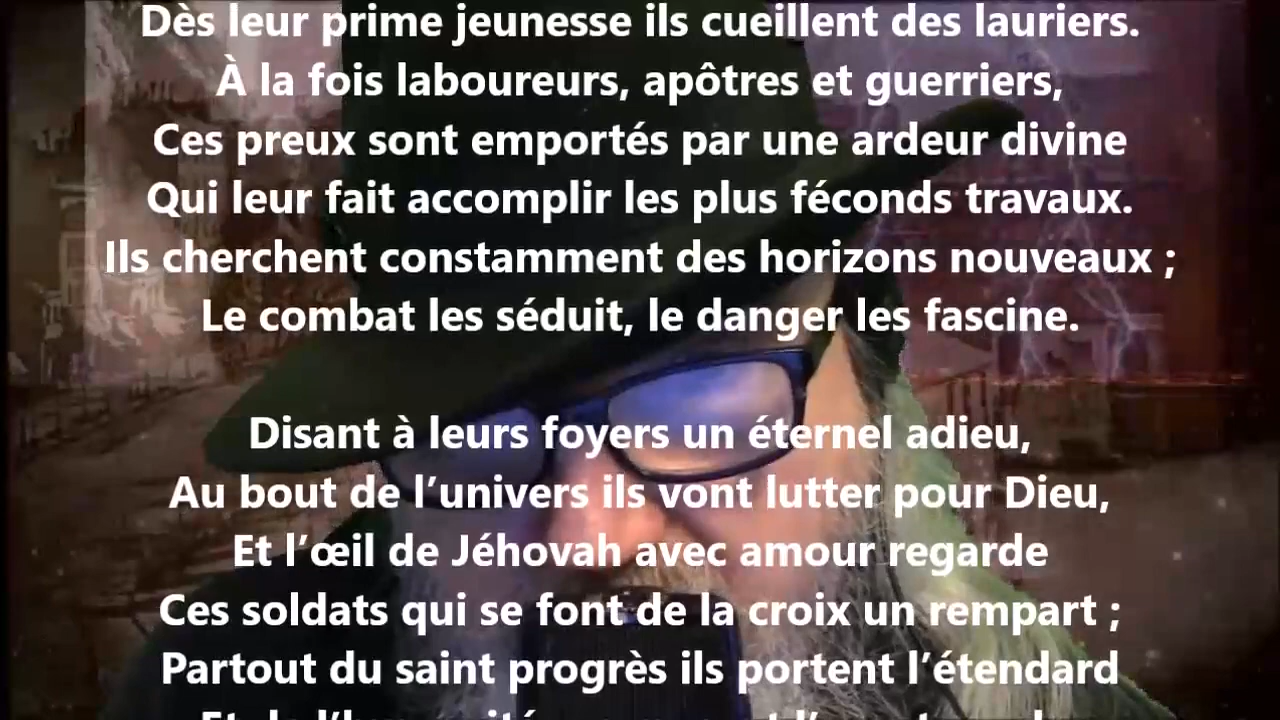 Dès leur prime jeunesse ils cueillent des lauriers.
À la fois laboureurs, apôtres et guerriers,
Ces preux sont emportés par une ardeur divine
Qui leur fait accomplir les plus féconds travaux.
Ils cherchent constamment des horizons nouveaux ;
Le combat les séduit, le danger les fascine.
Disant à leurs foyers un éternel adieu,
Au bout de l’univers ils vont lutter pour Dieu,
Et l’œil de Jéhovah avec amour regarde
Ces soldats qui se font de la croix un rempart ;
Partout du saint progrès ils portent l’étendard